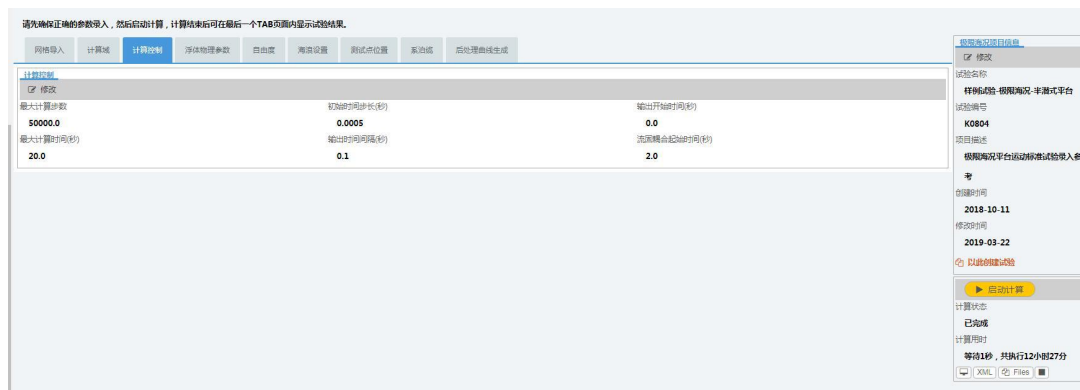 请先确保正确的参数录入，然后启动计算，计算结束后可在最后一个TAB页面内显示试验结果。
网格导入 计算域 计算控制 浮体物理参数 自由度 海浪设置 测试点位置 系泊缆 后处理曲线生成
计算控制
修改
最大计算步数 初始时间步长(秒) 输出开始时间(秒)
50000.0 0.0005 0.0
最大计算时间(秒) 输出时间间隔(秒) 流固耦合起始时间(秒)
20.0 0.1 2.0
极限海况项目信息
修改
试验名称
样例试验-极限海况-半潜式平台
试验编号
K0804
项目描述
极限海况平台运动标准试验录入参
考
创建时间
2018-10-11
修改时间
2019-03-22
以此创建试验
启动计算
计算状态
已完成
计算用时
等待1秒，共执行12小时27分
XML Files